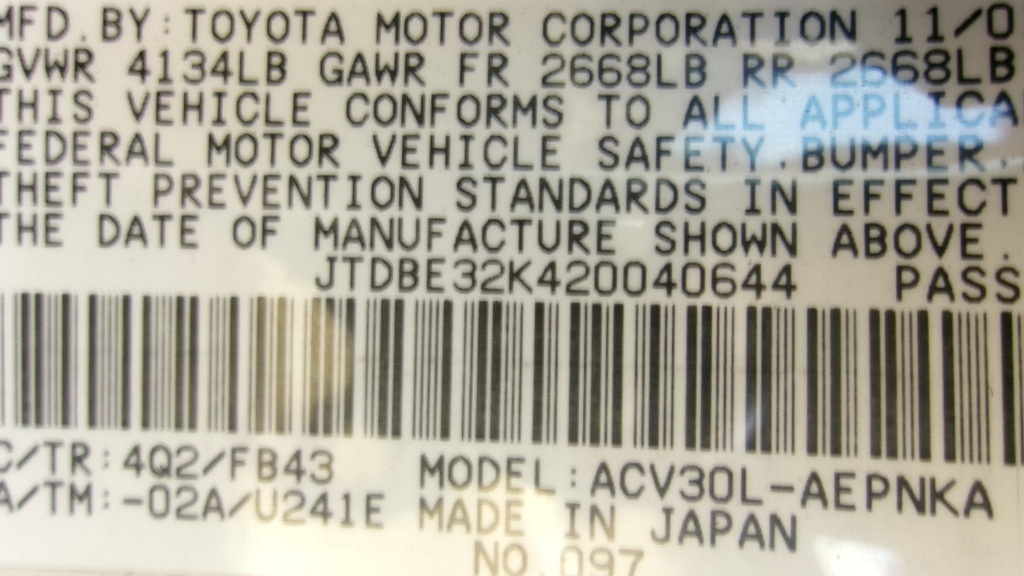 MFD. BY: TOYOTA MOTOR CORPORATION 11/0
GVWR 4134LB GAWR FR 2668LB RR 2668LB
THIS VEHICLE CONFORMS TO ALL APPLICA
FEDERAL MOTOR VEHICLE SAFETY.BUMPER.
THEFT PREVENTION STANDARDS IN EFFECT
THE DATE OF MANUFACTURE SHOWN ABOVE.
JTDBE32K420040644 PASS
C/TR:4Q2/FB43 MODEL:ACV30L-AEPNKA
A/TM:-02A/U241E MADE IN JAPAN
NO.097